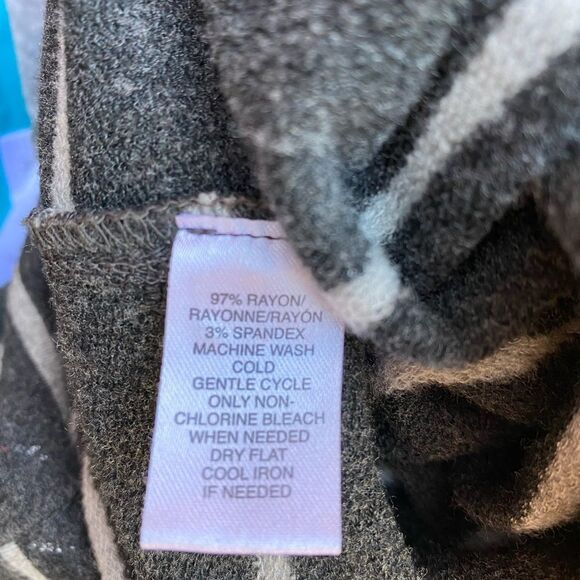 97% RAYON/
RAYONNE/RAYÓN
3% SPANDEX
MACHINE WASH
COLD
GENTLE CYCLE
ONLY NON-
CHLORINE BLEACH
WHEN NEEDED
DRY FLAT
COOL IRON
IF NEEDED